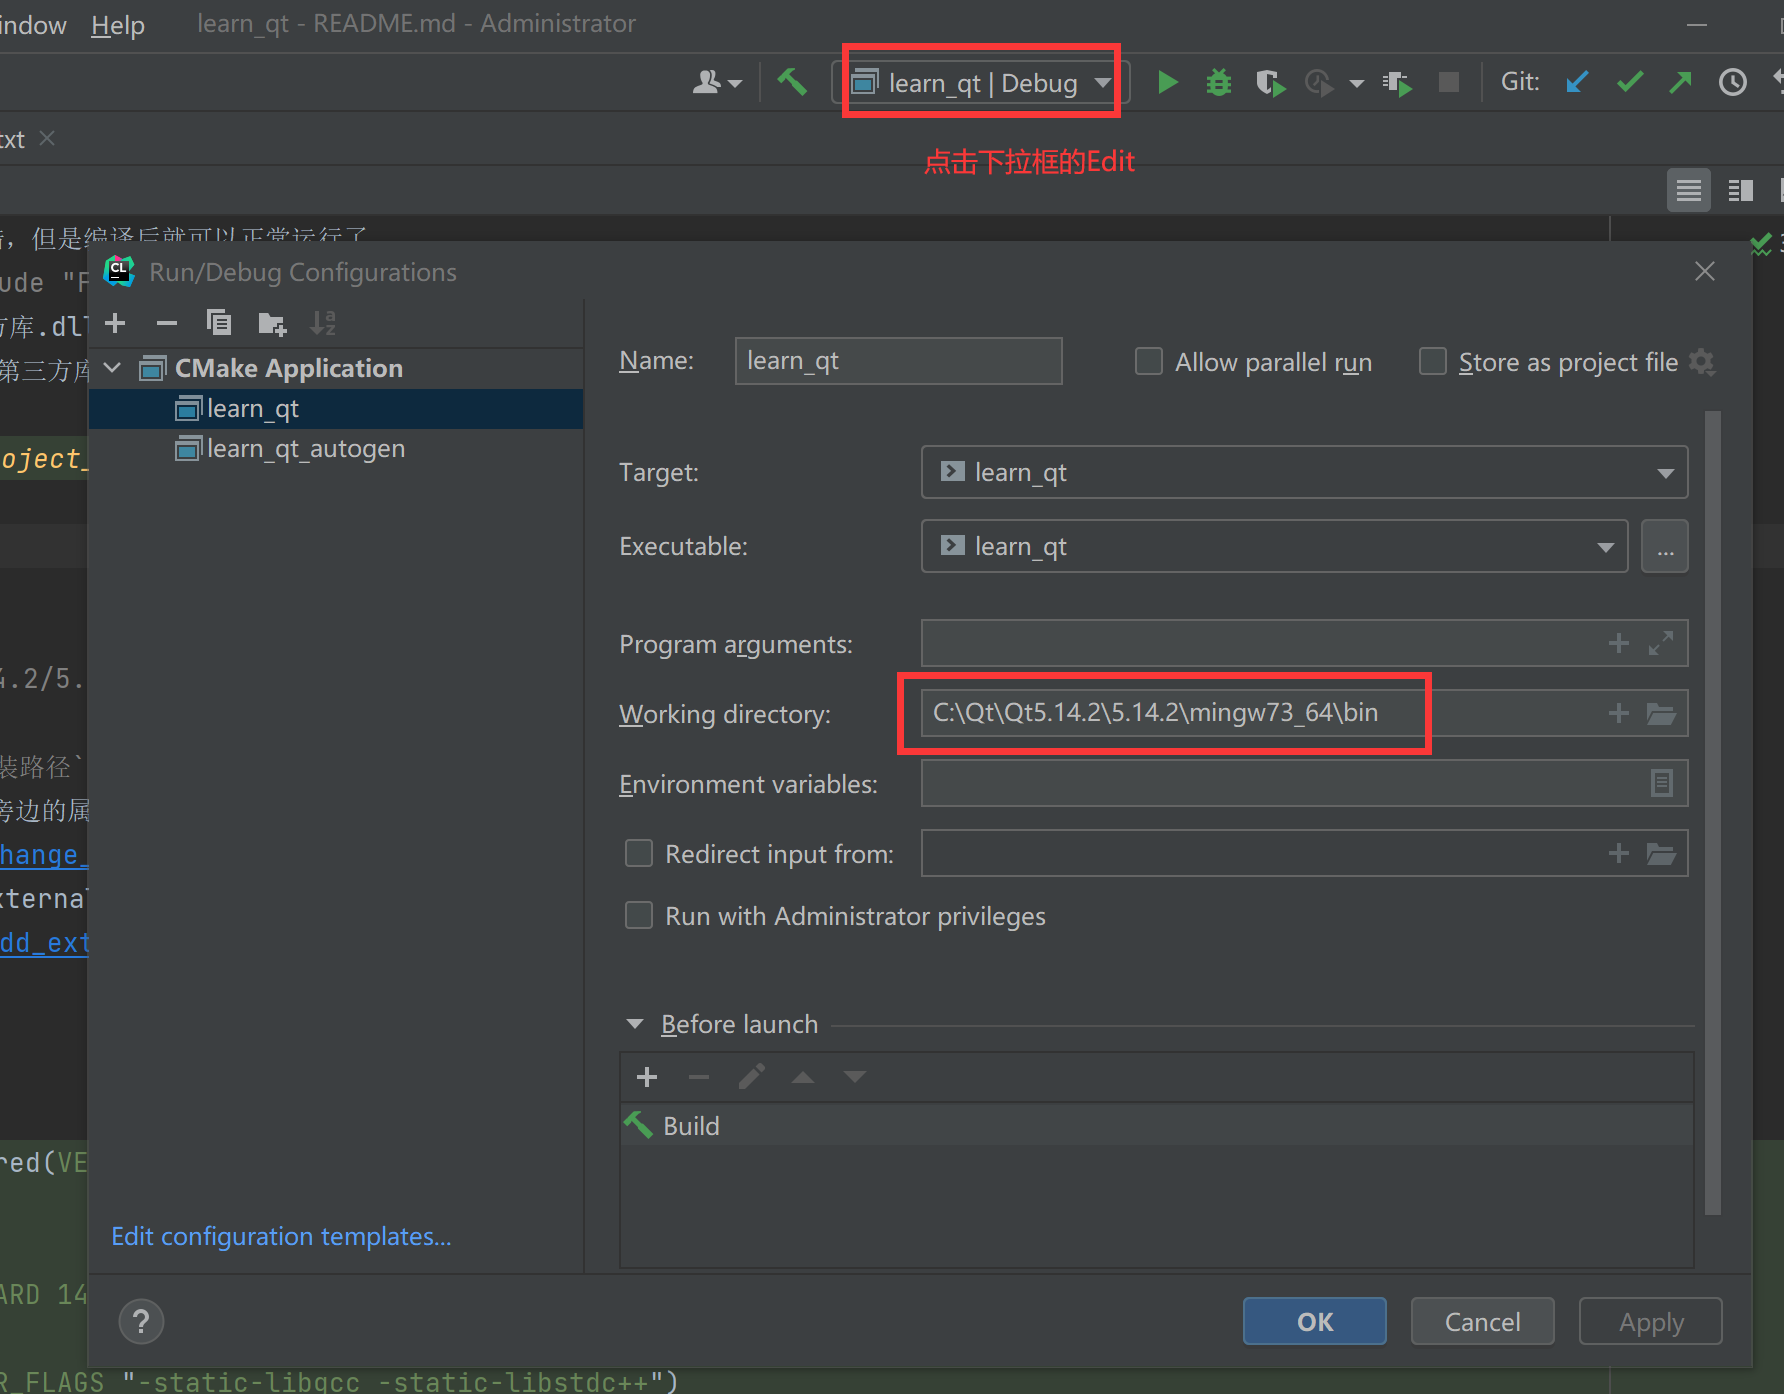 Window Help learn_qt - README.md - Administrator
learn_qt | Debug Git:
txt
点击下拉框的Edit
，但是编译后就可以正常运行了
Run/Debug Configurations
ude "F
方库.dll
第三方库
CMake Application
learn_qt
learn_qt_autogen
Name: learn_qt Allow parallel run Store as project file
oject_
Target: learn_qt
Executable: learn_qt ...
Program arguments:
4.2/5.
Working directory: C:\Qt\Qt5.14.2\5.14.2\mingw73_64\bin
装路径`
Environment variables:
旁边的属
hange_
Redirect input from:
xternal
Run with Administrator privileges
dd_ext
Before launch
Build
red(VE
Edit configuration templates...
ARD 14
? OK Cancel Apply
R_FLAGS "-static-libgcc -static-libstdc++")